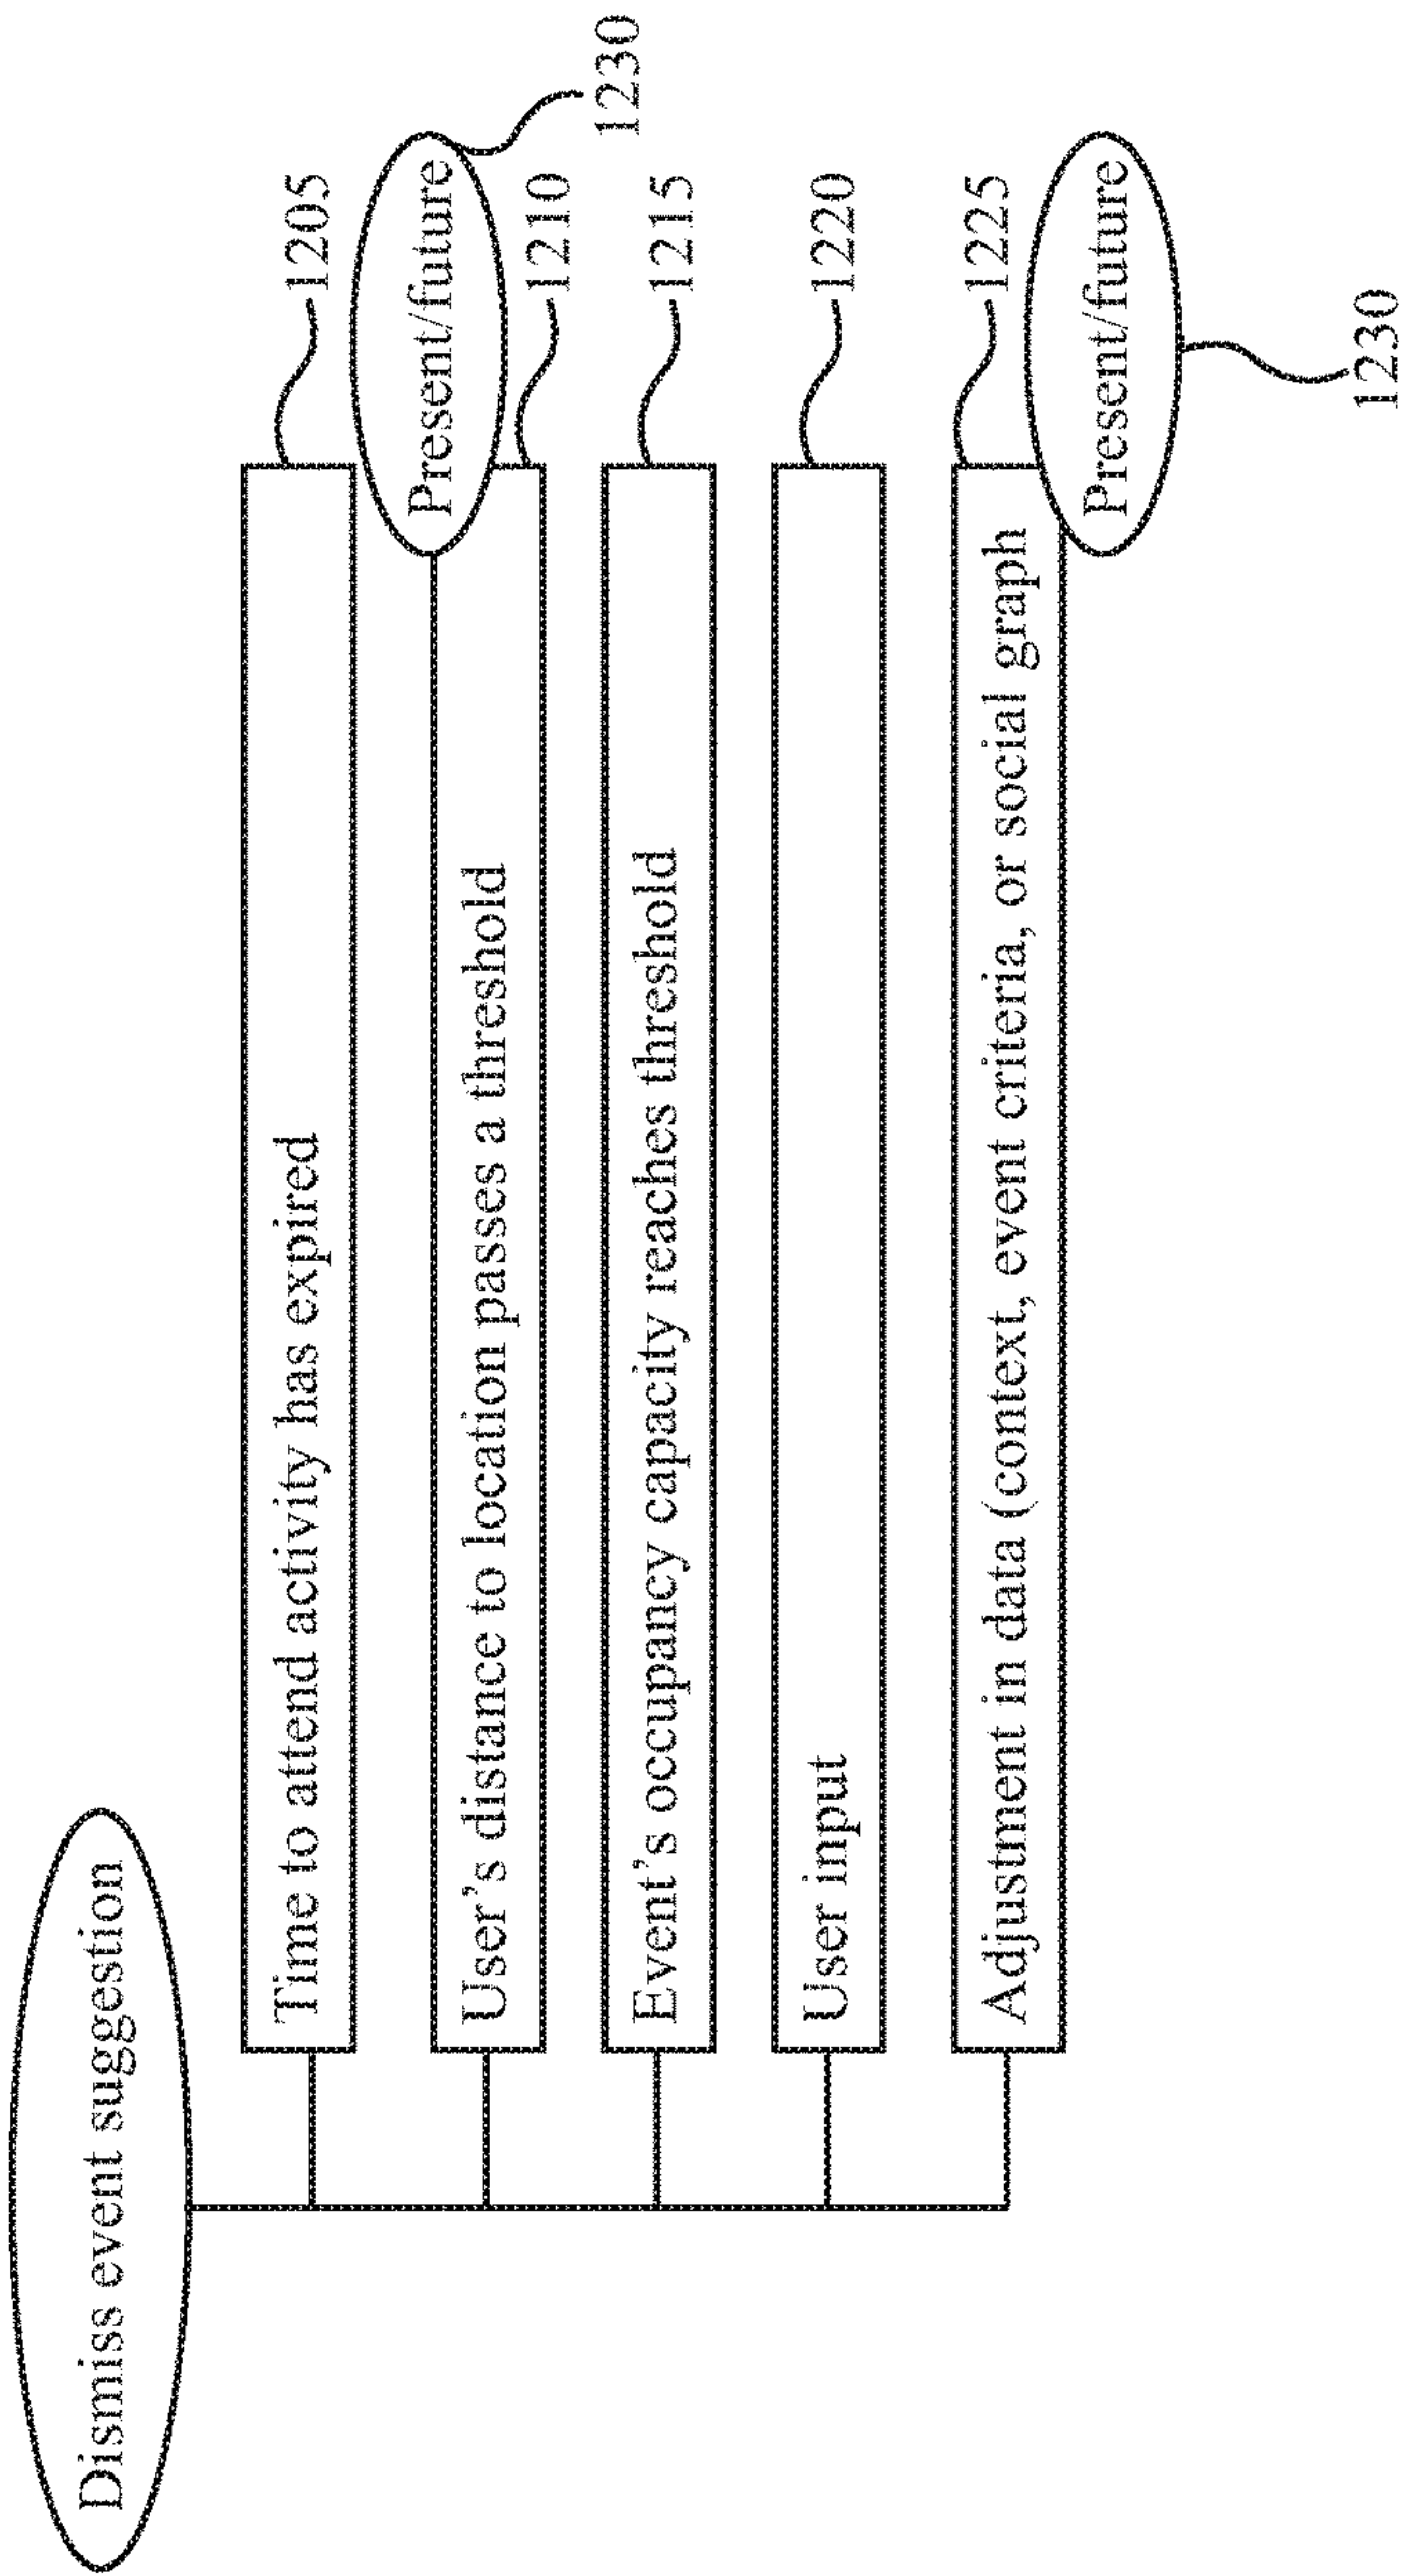 Dismiss event suggestion
Time to attend activity has expired
1205
Present/future
1230
User's distance to location passes a threshold
1210
Event's occupancy capacity reaches threshold
1215
User input
1220
Adjustment in data (context, event criteria, or social graph
1225
Present/future
1230